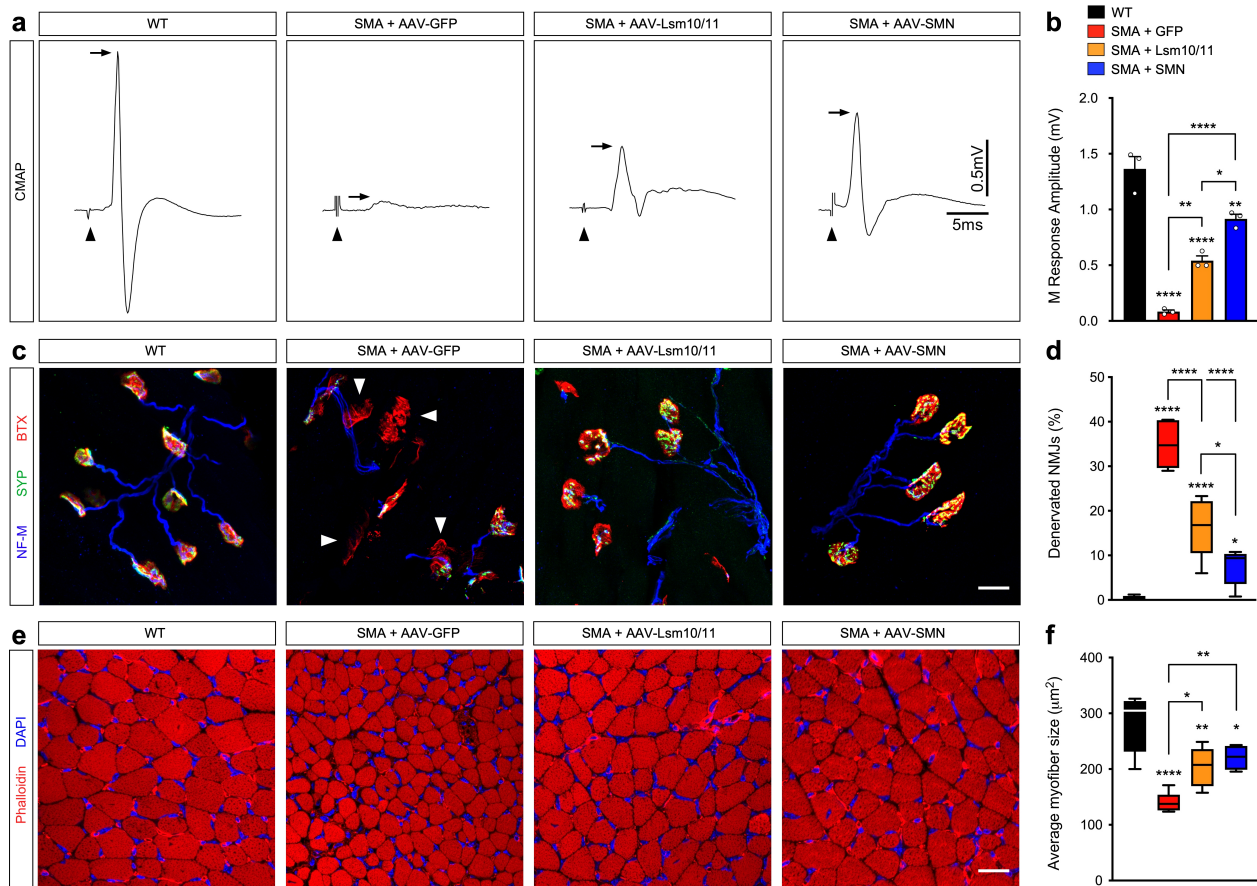 a
WT
SMA + AAV-GFP
SMA + AAV-Lsm10/11
SMA + AAV-SMN
CMAP
0.5mV
5ms
b
WT
SMA + GFP
SMA + Lsm10/11
SMA + SMN
M Response Amplitude (mV)
2.0
1.5
1.0
0.5
0.0
****
**
*
****
****
**
c
WT
SMA + AAV-GFP
SMA + AAV-Lsm10/11
SMA + AAV-SMN
NF-M SYP BTX
d
Denervated NMJs (%)
50
40
30
20
10
0
**** ****
****
*
****
*
e
WT
SMA + AAV-GFP
SMA + AAV-Lsm10/11
SMA + AAV-SMN
Phalloidin DAPI
f
Average myofiber size (μm²)
400
300
200
100
0
**
*
** *
****